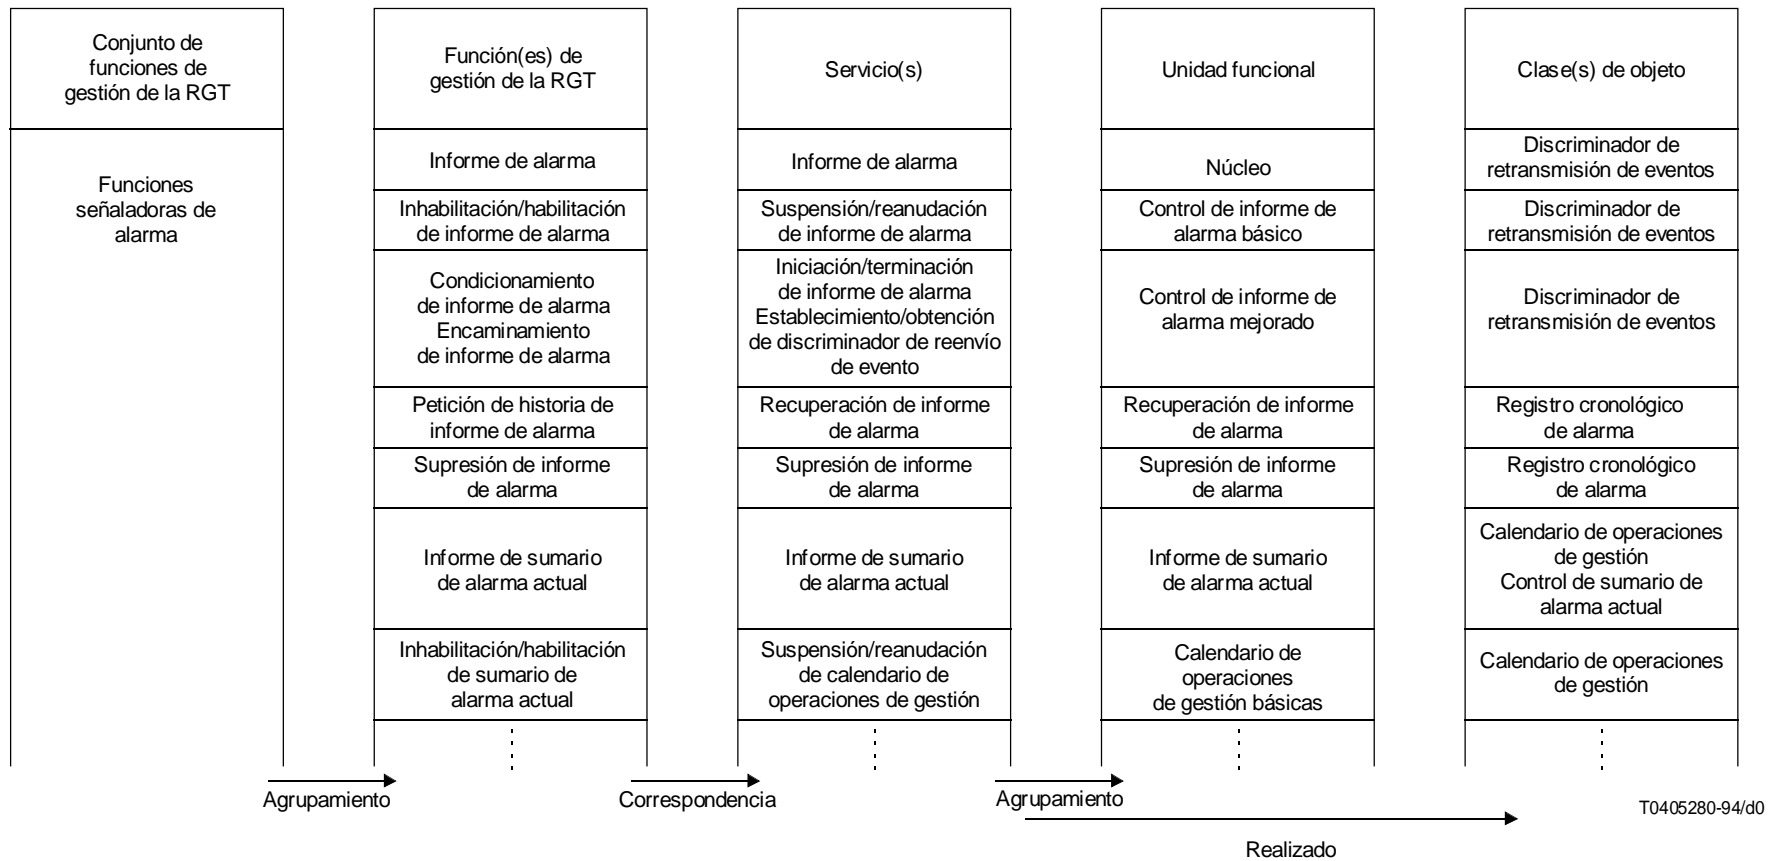 Conjunto de
funciones de
gestión de la RGT
Función(es) de
gestión de la RGT
Servicio(s)
Unidad funcional
Clase(s) de objeto
Funciones
señaladoras de
alarma
Informe de alarma
Informe de alarma
Núcleo
Discriminador de
retransmisión de eventos
Inhabilitación/habilitación
de informe de alarma
Suspensión/reanudación
de informe de alarma
Control de informe de
alarma básico
Discriminador de
retransmisión de eventos
Condicionamiento
de informe de alarma
Encaminamiento
de informe de alarma
Iniciación/terminación
de informe de alarma
Establecimiento/obtención
de discriminador de reenvío
de evento
Control de informe de
alarma mejorado
Discriminador de
retransmisión de eventos
Petición de historia de
informe de alarma
Recuperación de informe
de alarma
Recuperación de informe
de alarma
Registro cronológico
de alarma
Supresión de informe
de alarma
Supresión de informe
de alarma
Supresión de informe
de alarma
Registro cronológico
de alarma
Informe de sumario
de alarma actual
Informe de sumario
de alarma actual
Informe de sumario
de alarma actual
Calendario de operaciones
de gestión
Control de sumario de
alarma actual
Inhabilitación/habilitación
de sumario de
alarma actual
Suspensión/reanudación
de calendario de
operaciones de gestión
Calendario de
operaciones
de gestión básicas
Calendario de operaciones
de gestión
Agrupamiento
Correspondencia
Agrupamiento
T0405280-94/d0
Realizado